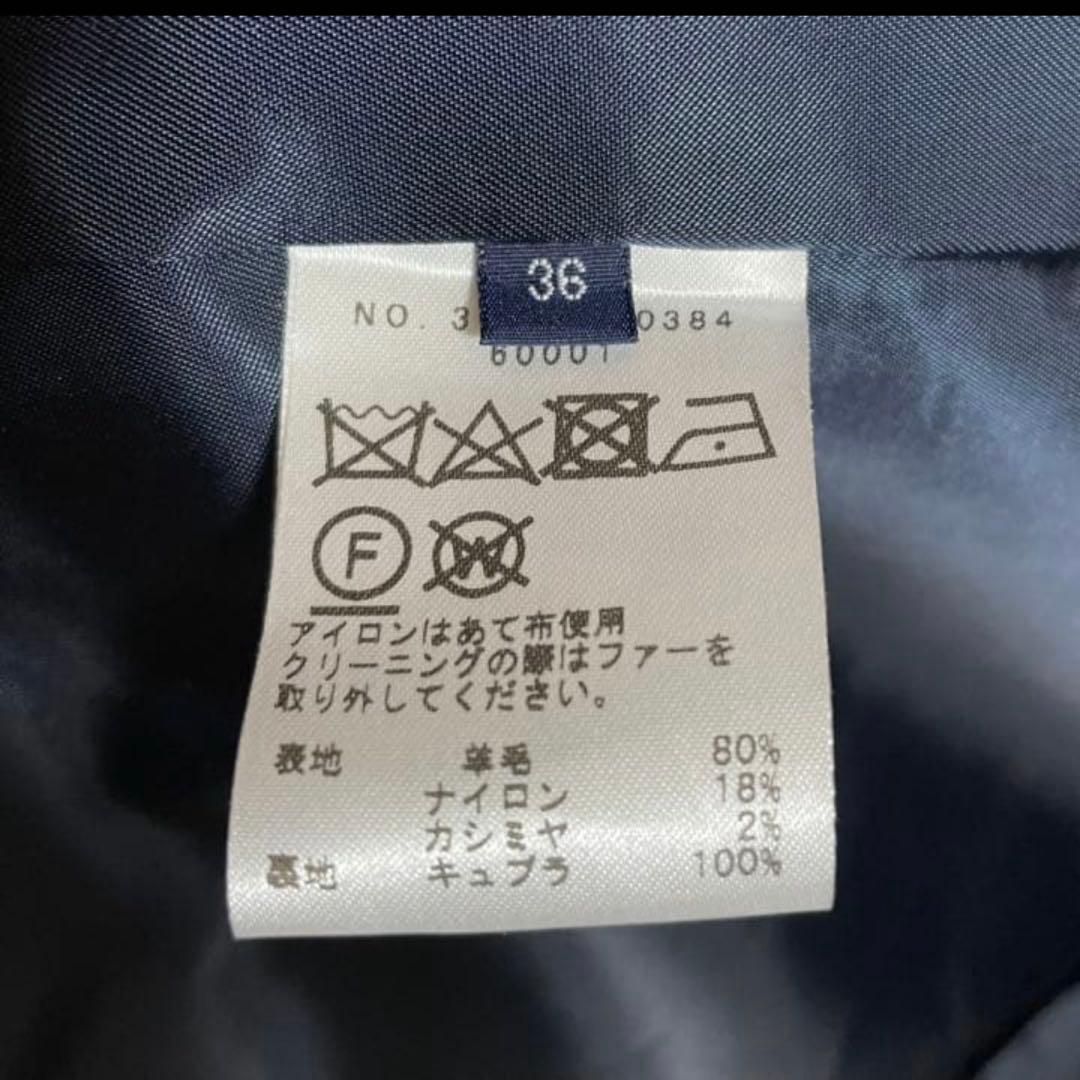 36
NO. 3 0384
60001
F
W
アイロンはあて布使用
クリーニングの際はファーを
取り外してください。
表地 羊毛 80%
ナイロン 18%
カシミヤ 2%
裏地 キュプラ 100%